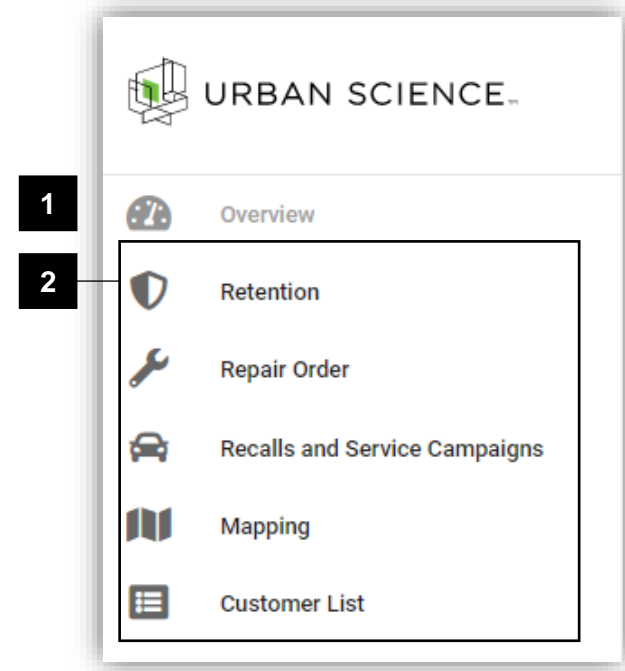 URBAN SCIENCE
1
Overview
2
Retention
Repair Order
Recalls and Service Campaigns
Mapping
Customer List